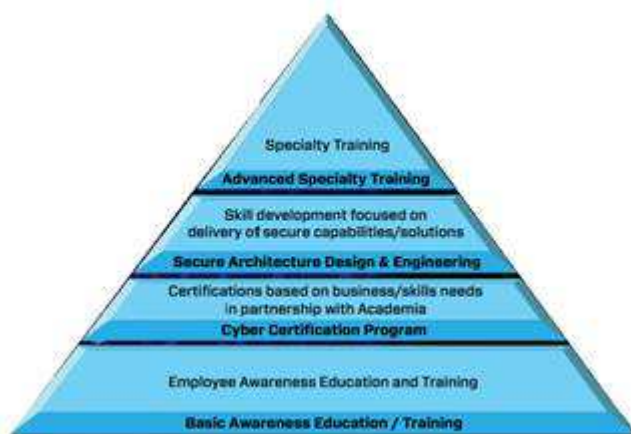 Specialty Training
Advanced Specialty Training
Skill development focused on
delivery of secure capabilities/solutions
Secure Architecture Design & Engineering
Certifications based on business/skills needs
in partnership with Academia
Cyber Certification Program
Employee Awareness Education and Training
Basic Awareness Education / Training